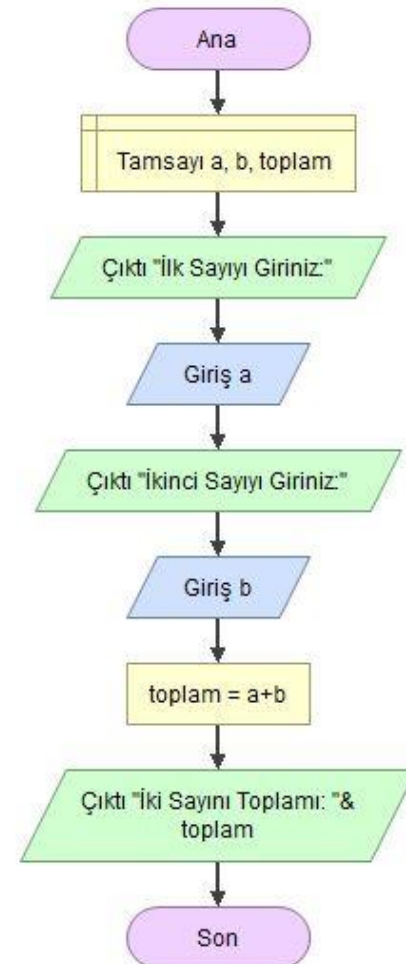 Ana
Tamsayı a, b, toplam
Çıktı "İlk Sayıyı Giriniz:"
Giriş a
Çıktı "İkinci Sayıyı Giriniz:"
Giriş b
toplam = a+b
Çıktı "İki Sayını Toplamı: "&
toplam
Son